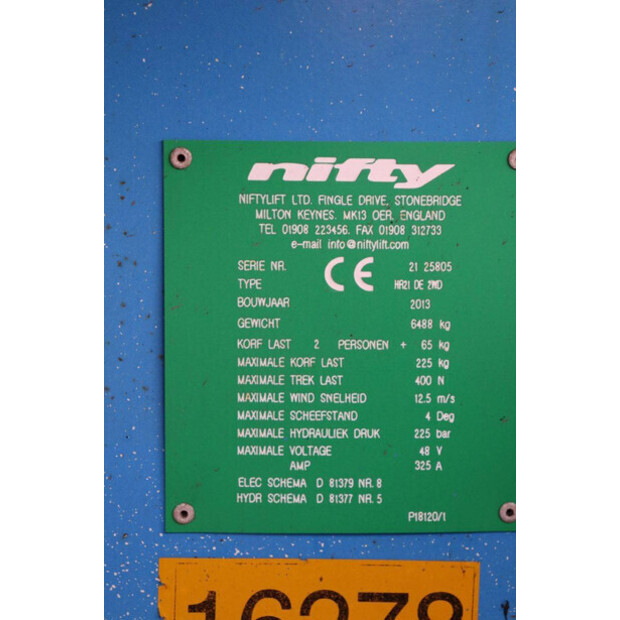 nifty
NIFTYLIFT LTD. FINGLE DRIVE, STONEBRIDGE
MILTON KEYNES. MK13 OER, ENGLAND
TEL 01908 223456. FAX 01908 312733
e-mail info@niftylift.com
SERIE NR. CE 21 25805
TYPE HR21 DE 2WD
BOUWJAAR 2013
GEWICHT 6488 kg
KORF LAST 2 PERSONEN + 65 kg
MAXIMALE KORF LAST 225 kg
MAXIMALE TREK LAST 400 N
MAXIMALE WIND SNELHEID 12.5 m/s
MAXIMALE SCHEEFSTAND 4 Deg
MAXIMALE HYDRAULIEK DRUK 225 bar
MAXIMALE VOLTAGE 48 V
AMP 325 A
ELEC SCHEMA D 81379 NR. 8
HYDR SCHEMA D 81377 NR. 5
P18120/1
16278